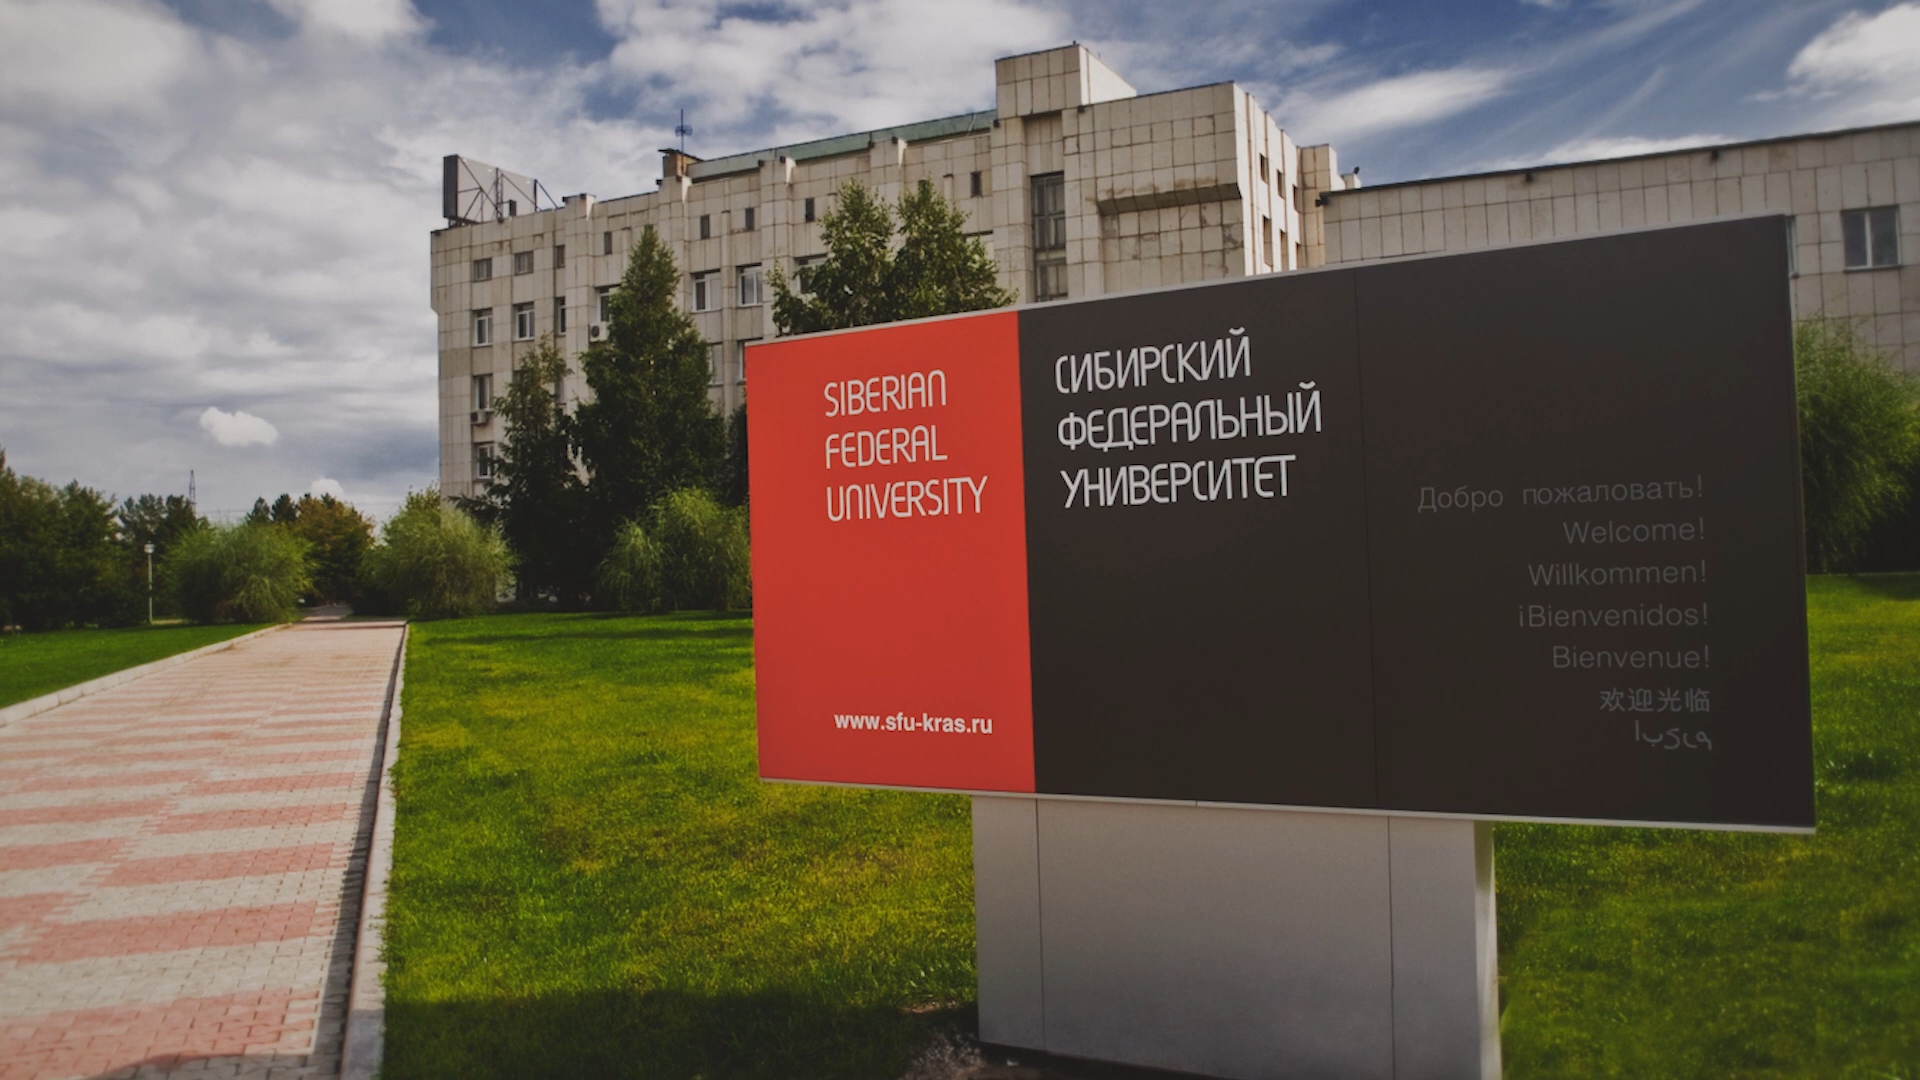 SIBERIAN
FEDERAL
UNIVERSITY
www.sfu-kras.ru
СИБИРСКИЙ
ФЕДЕРАЛЬНЫЙ
УНИВЕРСИТЕТ
Добро пожаловать!
Welcome!
Willkommen!
¡Bienvenidos!
Bienvenue!
欢迎光临